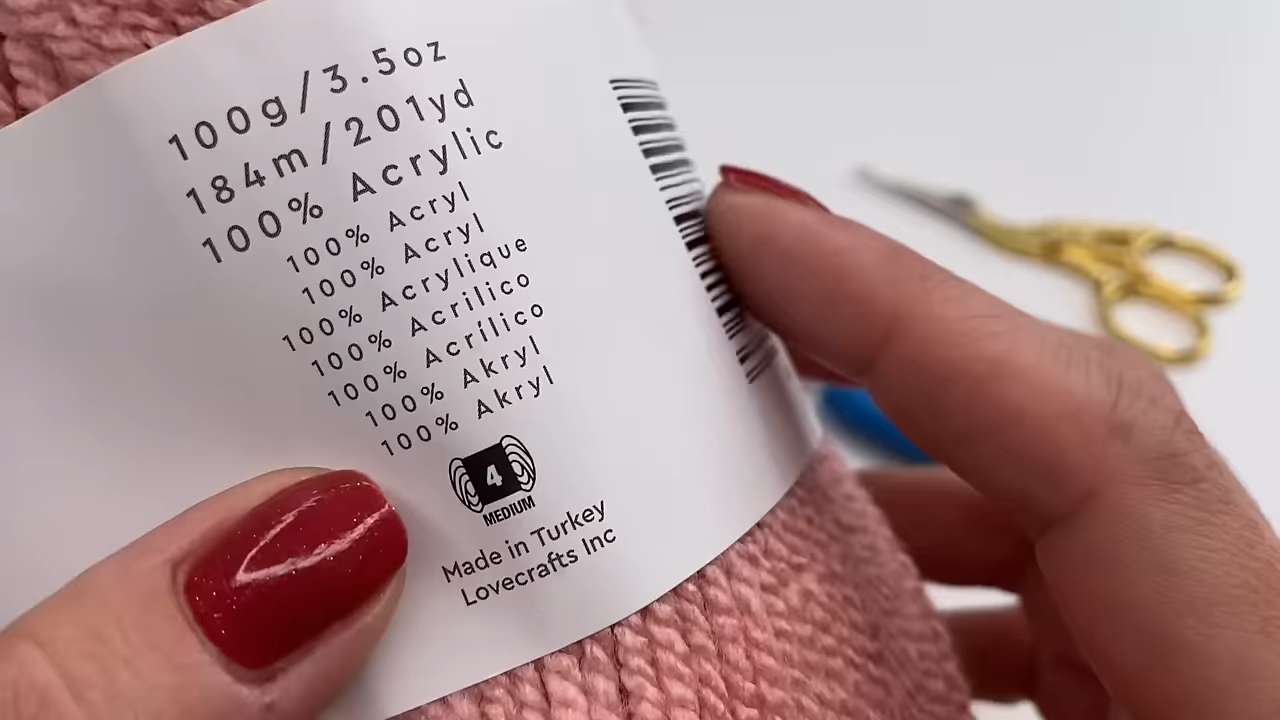 100g/3.5oz
184m/201yd
100% Acrylic
100% Acryl
100% Acryl
100% Acrylique
100% Acrilico
100% Acrílico
100% Akryl
100% Akryl
4
MEDIUM
Made in Turkey
Lovecrafts Inc